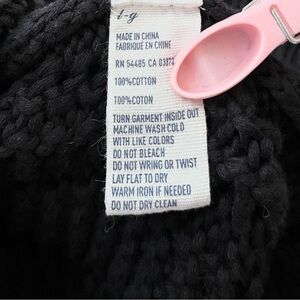 l-g
MADE IN CHINA
FABRIQUÉ EN CHINE
RN 54485 CA 03073
100%COTTON
100%COTON
TURN GARMENT INSIDE OUT
MACHINE WASH COLD
WITH LIKE COLORS
DO NOT BLEACH
DO NOT WRING OR TWIST
LAY FLAT TO DRY
WARM IRON IF NEEDED
DO NOT DRY CLEAN